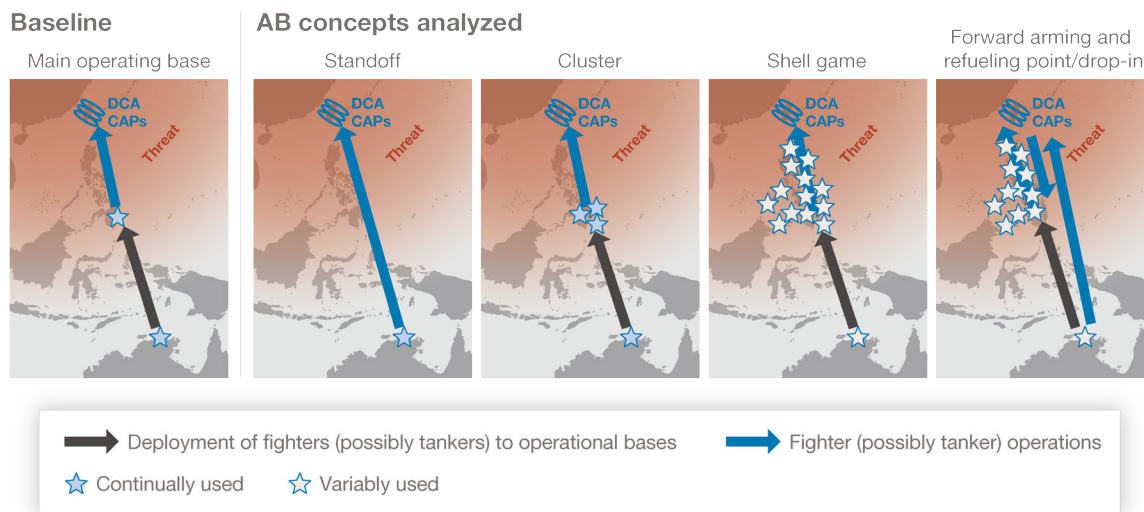 Baseline
AB concepts analyzed
Main operating base
Standoff
Cluster
Shell game
Forward arming and
refueling point/drop-in
DCA
CAPs
Threat
DCA
CAPs
Threat
DCA
CAPs
Threat
DCA
CAPs
Threat
DCA
CAPs
Threat
Deployment of fighters (possibly tankers) to operational bases
Fighter (possibly tanker) operations
Continually used
Variably used